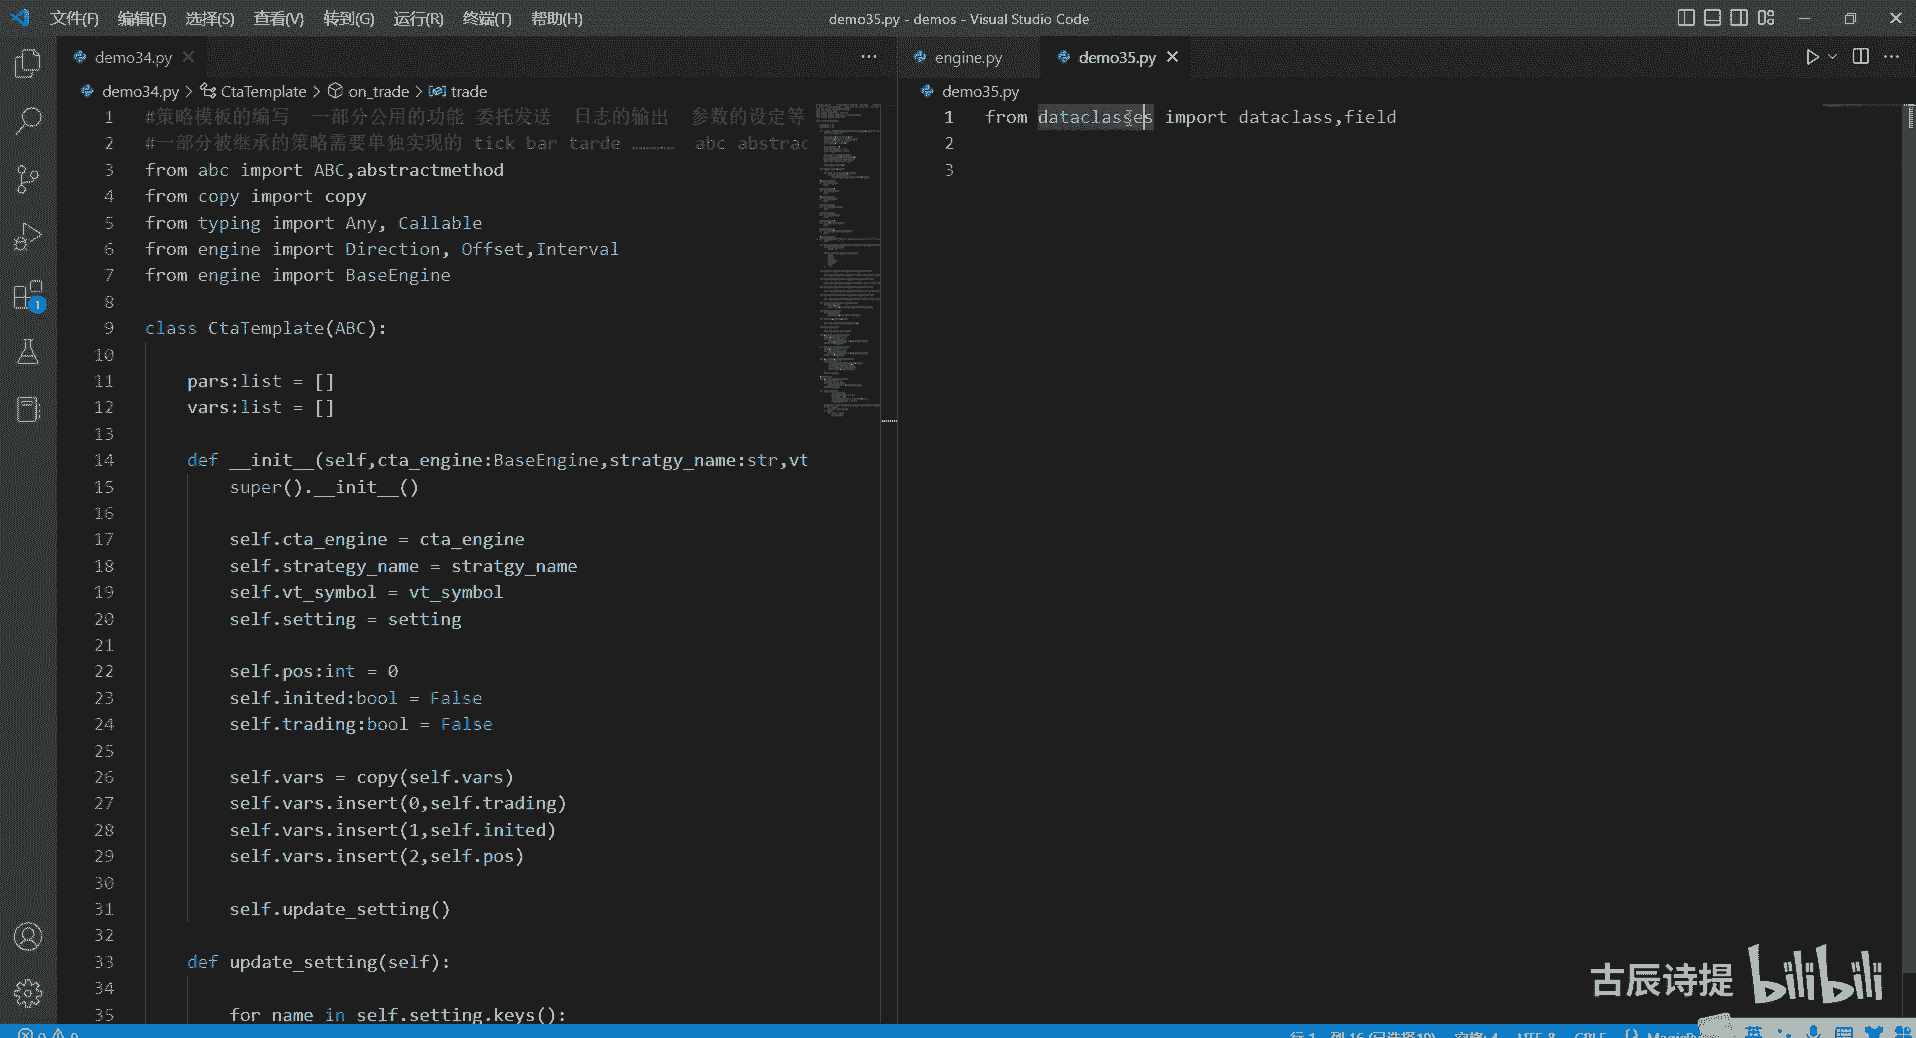 文件(F) 编辑(E) 选择(S) 查看(V) 转到(G) 运行(R) 终端(T) 帮助(H)
demo35.py - demos - Visual Studio Code
demo34.py
demo34.py > CtaTemplate > on_trade > trade
1 #策略模板的编写 一部分公用的功能 委托发送 日志的输出 参数的设定等
2 #一部分被继承的策略需要单独实现的 tick bar tarde ……… abc abstrac
3 from abc import ABC,abstractmethod
4 from copy import copy
5 from typing import Any, Callable
6 from engine import Direction, Offset,Interval
7 from engine import BaseEngine
8
9 class CtaTemplate(ABC):
10
11 pars:list = []
12 vars:list = []
13
14 def __init__(self,cta_engine:BaseEngine,stratgy_name:str,vt
15 super().__init__()
16
17 self.cta_engine = cta_engine
18 self.strategy_name = stratgy_name
19 self.vt_symbol = vt_symbol
20 self.setting = setting
21
22 self.pos:int = 0
23 self.inited:bool = False
24 self.trading:bool = False
25
26 self.vars = copy(self.vars)
27 self.vars.insert(0,self.trading)
28 self.vars.insert(1,self.inited)
29 self.vars.insert(2,self.pos)
30
31 self.update_setting()
32
33 def update_setting(self):
34
35 for name in self.setting.keys():
engine.py demo35.py
demo35.py
1 from dataclasses import dataclass,field
2
3
1
古辰诗提 bilibili
英